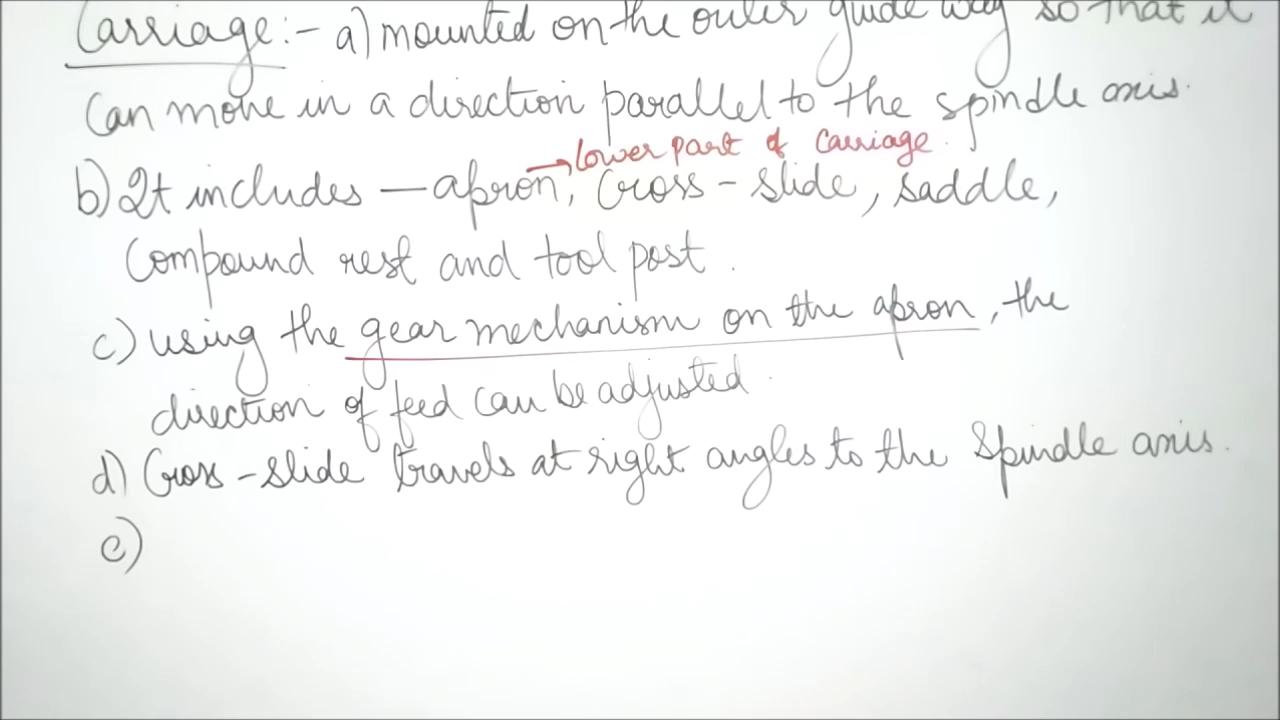 Carriage:- a) mounted on the outer guide way so that it
can move in a direction parallel to the spindle axis.
→ lower part of carriage.
b) It includes — apron, Cross-slide, saddle,
Compound rest and tool post.
c) using the gear mechanism on the apron, the
direction of feed can be adjusted.
d) Cross-slide travels at right angles to the Spindle axis.
e)